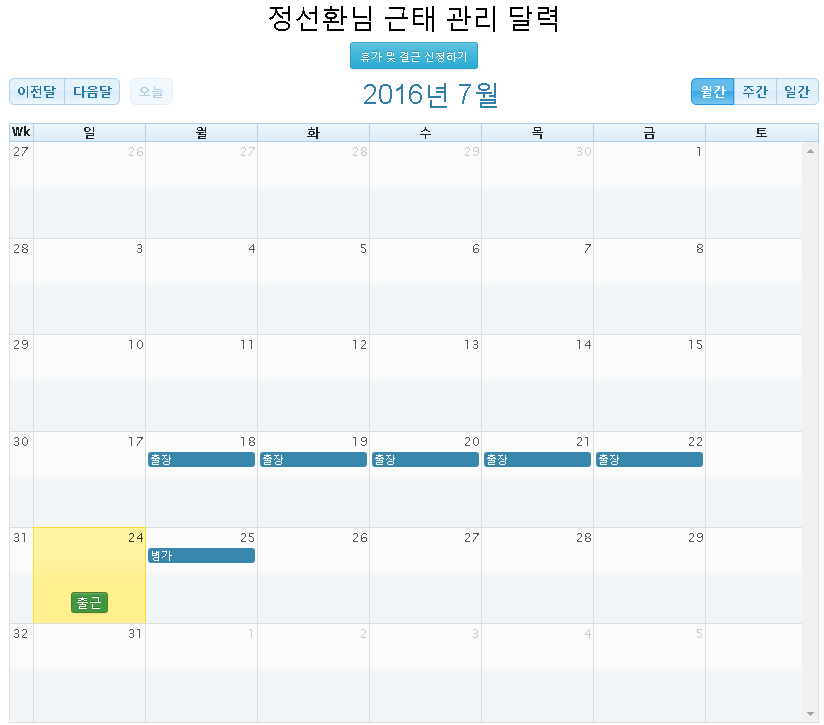 정선환님 근태 관리 달력
휴가 및 결근 신청하기
이전달 다음달 오늘 2016년 7월 월간 주간 일간
Wk 일 월 화 수 목 금 토
27 26 27 28 29 30 1
28 3 4 5 6 7 8
29 10 11 12 13 14 15
30 17 18 19 20 21 22
출장 출장 출장 출장 출장
31 24 25 26 27 28 29
병가
출근
32 31 1 2 3 4 5